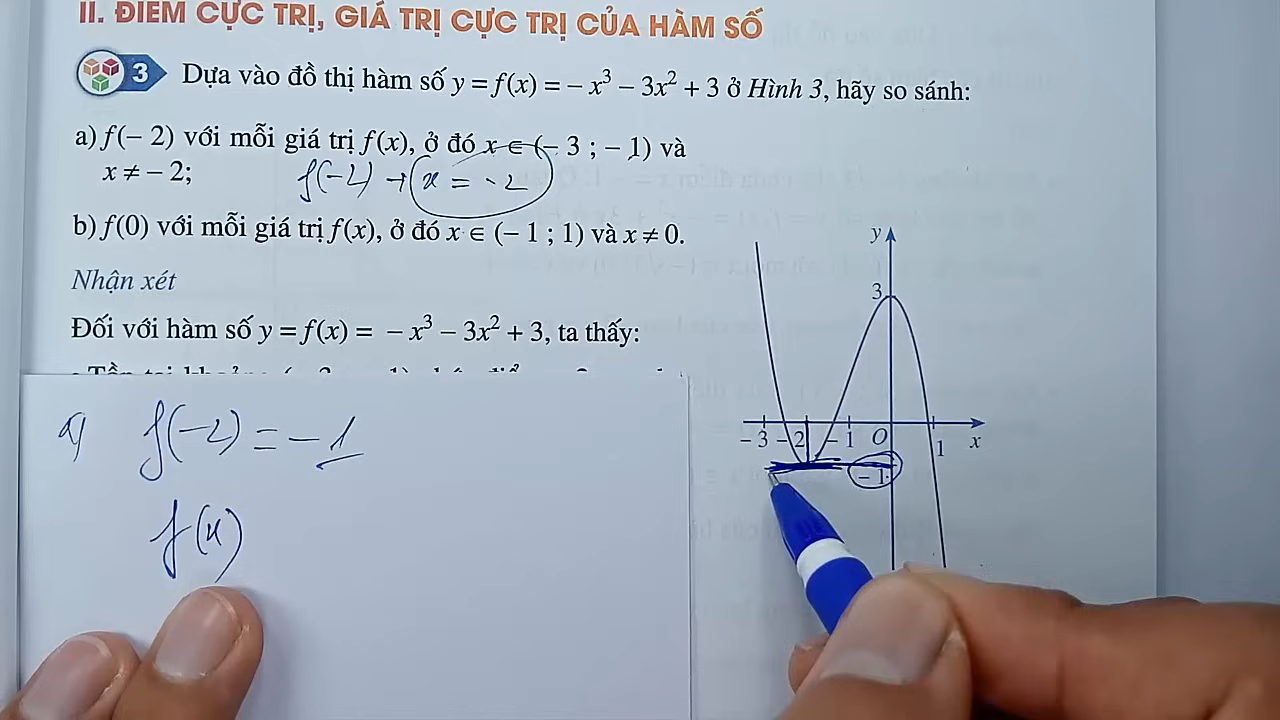 II. ĐIỂM CỰC TRỊ, GIÁ TRỊ CỰC TRỊ CỦA HÀM SỐ
3 Dựa vào đồ thị hàm số y = f(x) = – x³ – 3x² + 3 ở Hình 3, hãy so sánh:
a) f(– 2) với mỗi giá trị f(x), ở đó x ∈ (– 3 ; – 1) và
x ≠ – 2;
f(-2) → x = -2
b) f(0) với mỗi giá trị f(x), ở đó x ∈ (– 1 ; 1) và x ≠ 0.
Nhận xét
Đối với hàm số y = f(x) = – x³ – 3x² + 3, ta thấy:
a) f(-2) = -1
f(x)
y
3
– 3 – 2 – 1 O 1 x
– 1